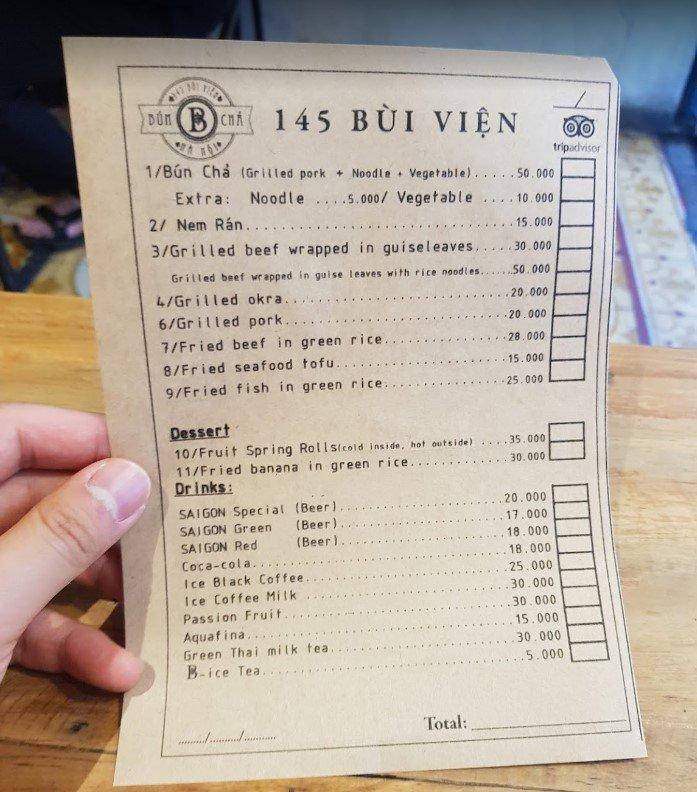 145 BÙI VIỆN
BÚN B CHẢ
HÀ NỘI
145 BÙI VIỆN
/
tripadvisor
1/Bún Chả (Grilled pork + Noodle + Vegetable).....50.000
Extra: Noodle ....5.000/ Vegetable ....10.000
2/ Nem Rán..............................15.000
3/Grilled beef wrapped in guiseleaves.....30.000
Grilled beef wrapped in guise leaves with rice noodles......50.000
4/Grilled okra..............................20.000
6/Grilled pork..............................20.000
7/Fried beef in green rice...............28.000
8/Fried seafood tofu.....................15.000
9/Fried fish in green rice...............25.000
Dessert
10/Fruit Spring Rolls(cold inside, hot outside) ....35.000
11/Fried banana in green rice............30.000
Drinks:
SAIGON Special (Beer)....................20.000
SAIGON Green (Beer)......................17.000
SAIGON Red (Beer)........................18.000
Coca-cola................................18.000
Ice Black Coffee.........................25.000
Ice Coffee Milk .........................30.000
Passion Fruit............................30.000
Aquafina.................................15.000
Green Thai milk tea......................30.000
B-ice Tea................................5.000
Total: ____________________
......./......../.........